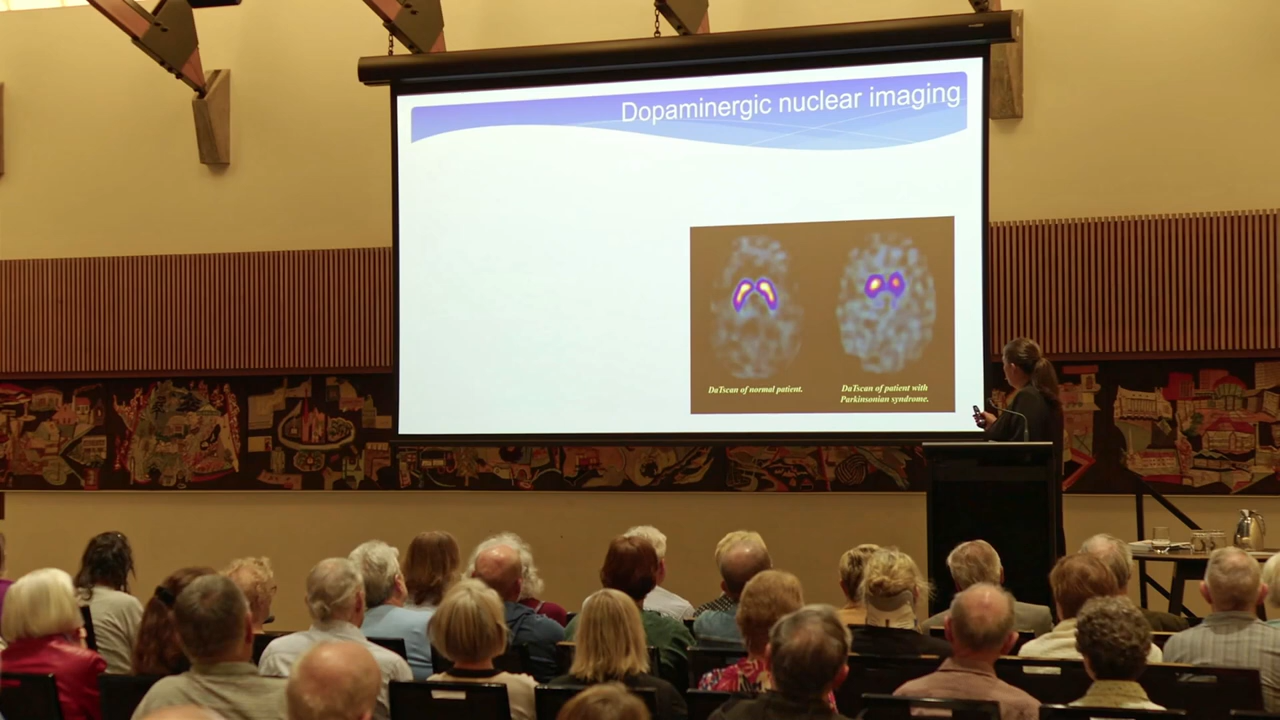 Dopaminergic nuclear imaging
DaTscan of normal patient.
DaTscan of patient with
Parkinsonian syndrome.